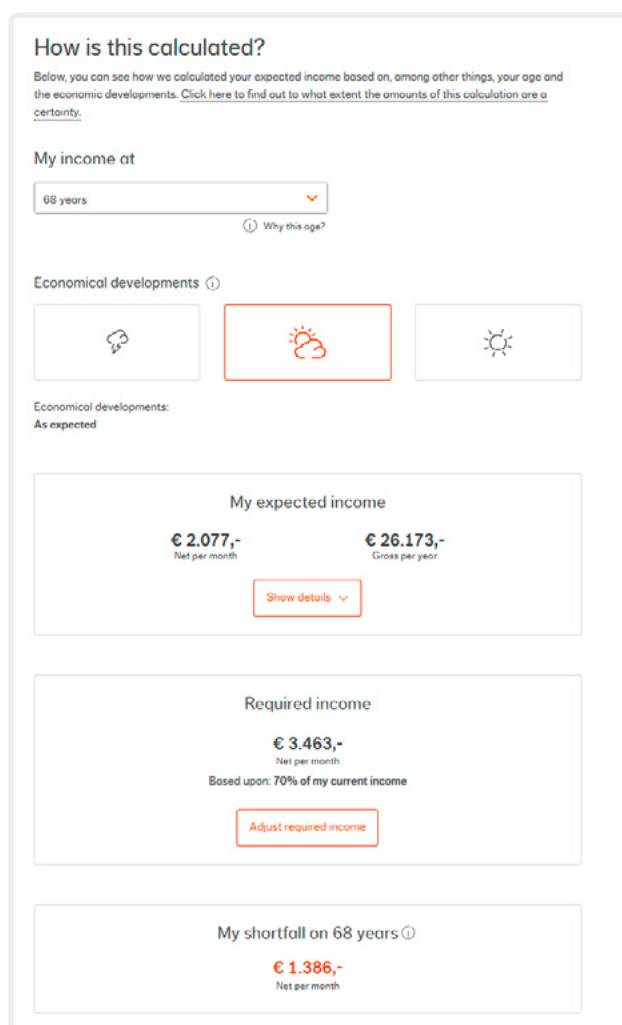 How is this calculated?
Below, you can see how we calculated your expected income based on, among other things, your age and
the economic developments. Click here to find out to what extent the amounts of this calculation are a
certainty.
My income at
68 years
Why this age?
Economical developments
Economical developments:
As expected
My expected income
€ 2.077,- € 26.173,-
Net per month Gross per year
Show details
Required income
€ 3.463,-
Net per month
Based upon: 70% of my current income
Adjust required income
My shortfall on 68 years
€ 1.386,-
Net per month